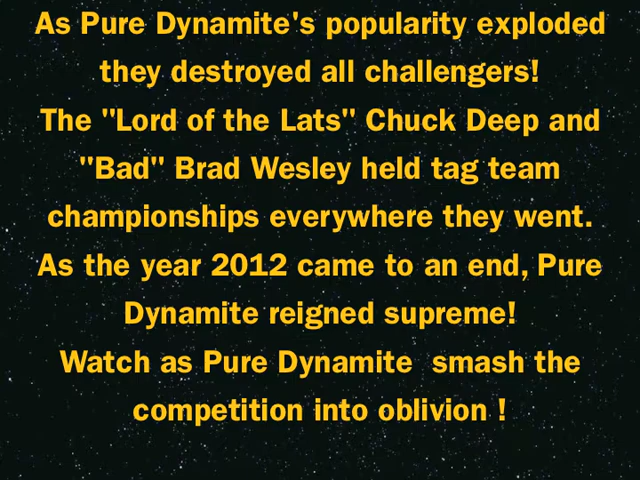 As Pure Dynamite's popularity exploded
they destroyed all challengers!
The "Lord of the Lats" Chuck Deep and
"Bad" Brad Wesley held tag team
championships everywhere they went.
As the year 2012 came to an end, Pure
Dynamite reigned supreme!
Watch as Pure Dynamite  smash the
competition into oblivion !